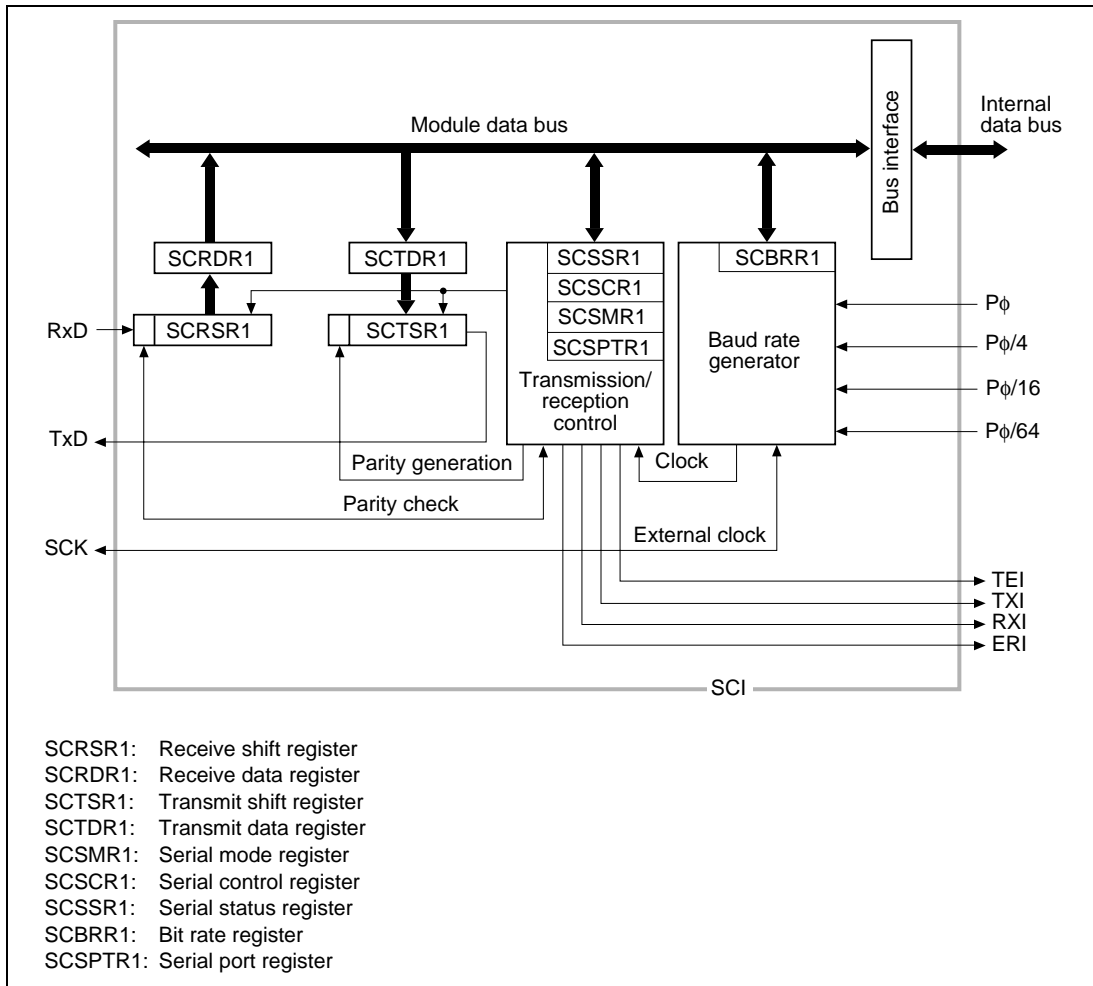 Module data bus
Bus interface
Internal
data bus
SCRDR1
SCTDR1
SCSSR1
SCSCR1
SCSMR1
SCSPTR1
Transmission/
reception
control
SCBRR1
Baud rate
generator
RxD
SCRSR1
SCTSR1
Pϕ
Pϕ/4
Pϕ/16
Pϕ/64
TxD
Parity generation
Clock
Parity check
SCK
External clock
TEI
TXI
RXI
ERI
SCI
SCRSR1: Receive shift register
SCRDR1: Receive data register
SCTSR1: Transmit shift register
SCTDR1: Transmit data register
SCSMR1: Serial mode register
SCSCR1: Serial control register
SCSSR1: Serial status register
SCBRR1: Bit rate register
SCSPTR1: Serial port register